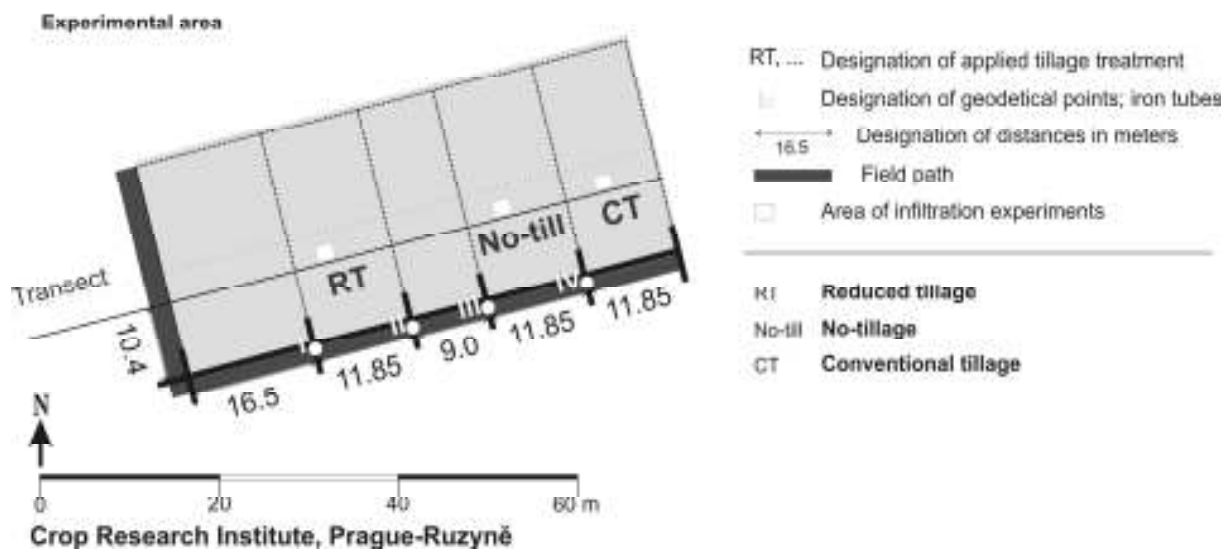 Experimental area
RT, ... Designation of applied tillage treatment
Designation of geodetical points; iron tubes
16.5 Designation of distances in meters
Field path
Area of infiltration experiments
RT Reduced tillage
No-till No-tillage
CT Conventional tillage
RT
No-till
CT
Transect
I
II
III
IV
10.4
16.5
11.85
9.0
11.85
11.85
N
0 20 40 60 m
Crop Research Institute, Prague-Ruzyně